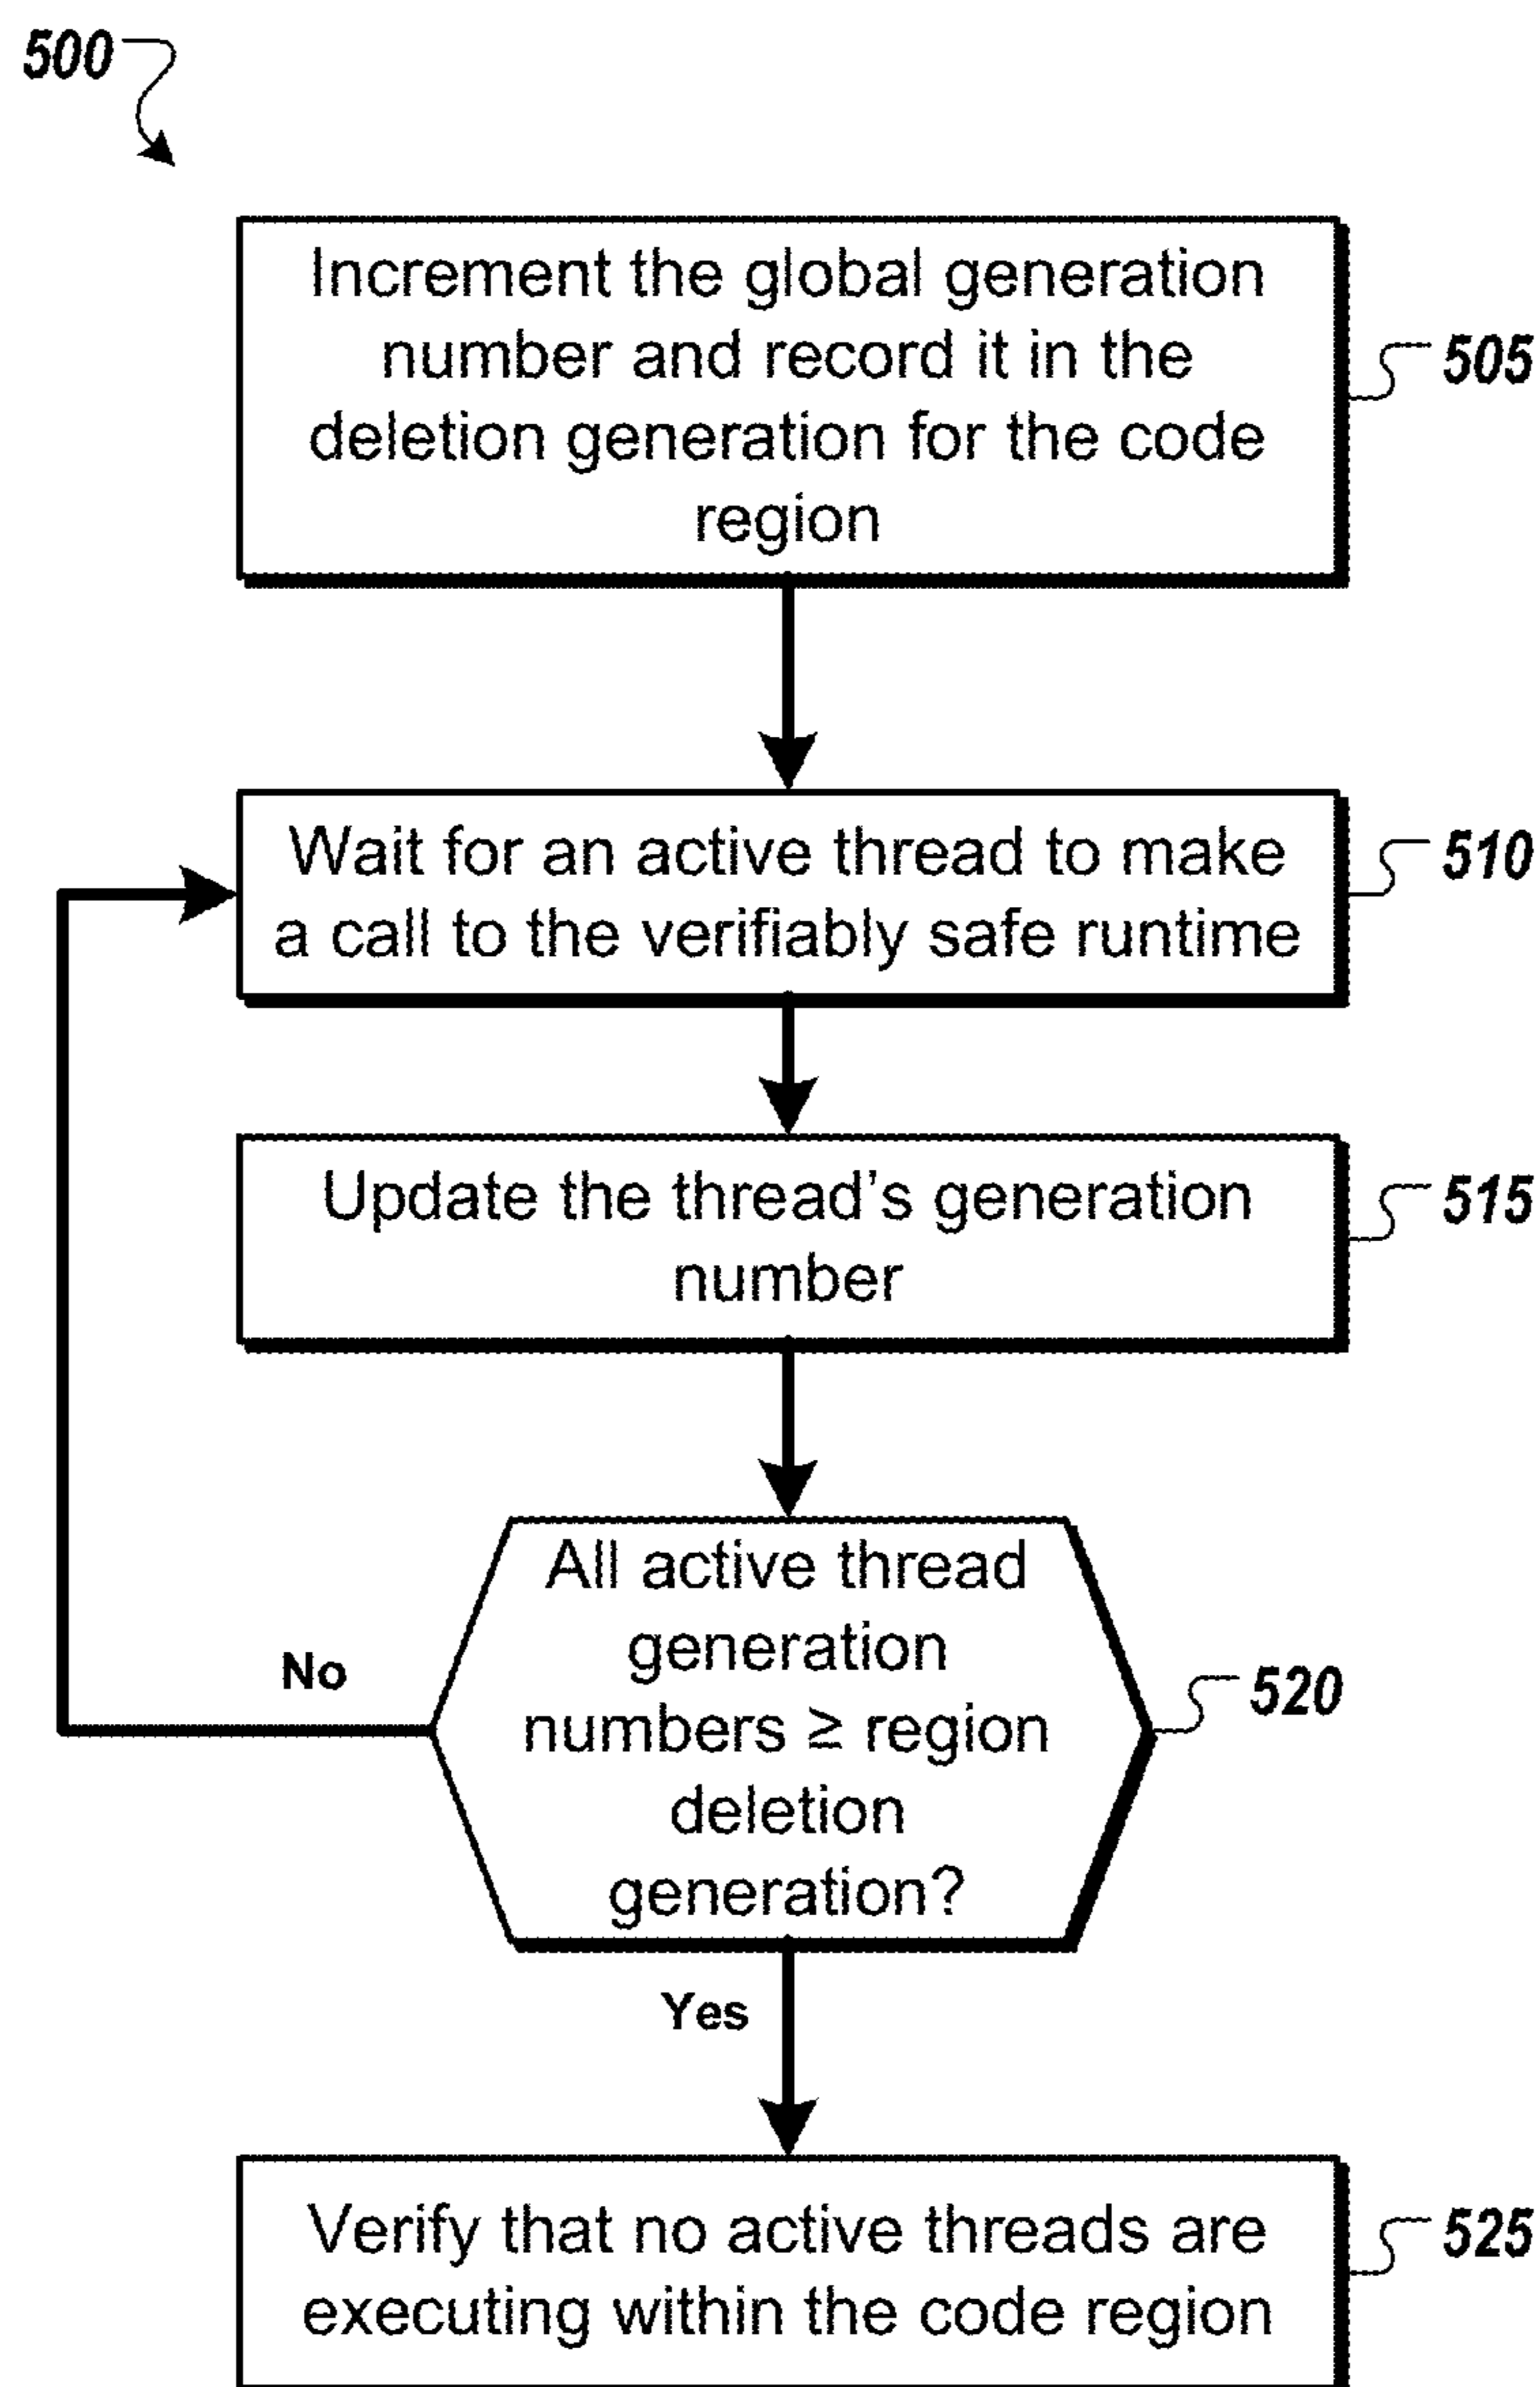 500
Increment the global generation
number and record it in the
deletion generation for the code
region
505
Wait for an active thread to make
a call to the verifiably safe runtime
510
Update the thread’s generation
number
515
All active thread
generation
numbers ≥ region
deletion
generation?
520
No
Yes
Verify that no active threads are
executing within the code region
525